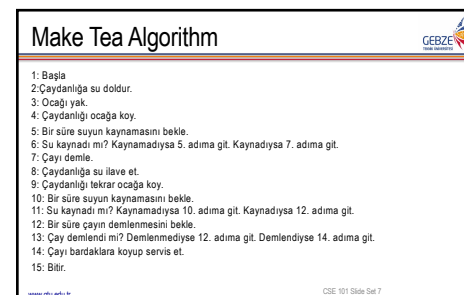 Make Tea Algorithm
GEBZE
TEKNİK ÜNİVERSİTESİ
1: Başla
2:Çaydanlığa su doldur.
3: Ocağı yak.
4: Çaydanlığı ocağa koy.
5: Bir süre suyun kaynamasını bekle.
6: Su kaynadı mı? Kaynamadıysa 5. adıma git. Kaynadıysa 7. adıma git.
7: Çayı demle.
8: Çaydanlığa su ilave et.
9: Çaydanlığı tekrar ocağa koy.
10: Bir süre suyun kaynamasını bekle.
11: Su kaynadı mı? Kaynamadıysa 10. adıma git. Kaynadıysa 12. adıma git.
12: Bir süre çayın demlenmesini bekle.
13: Çay demlendi mi? Demlenmediyse 12. adıma git. Demlendiyse 14. adıma git.
14: Çayı bardaklara koyup servis et.
15: Bitir.
www.gtu.edu.tr
CSE 101 Slide Set 7